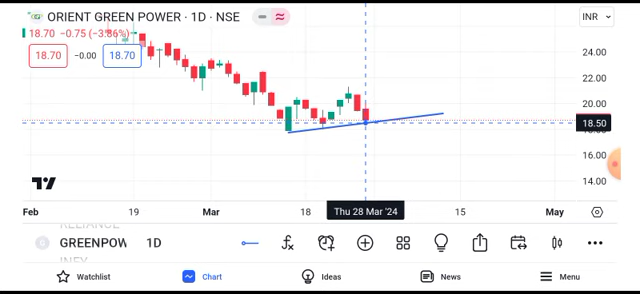 ORIENT GREEN POWER · 1D · NSE
INR
18.70 −0.75 (−3.86%)
18.70 −0.00 18.70
24.00
22.00
20.00
18.50
16.00
14.00
Feb 19 Mar 18 Thu 28 Mar '24 15 May
RELIANCE
GREENPOW 1D
Watchlist Chart Ideas News Menu